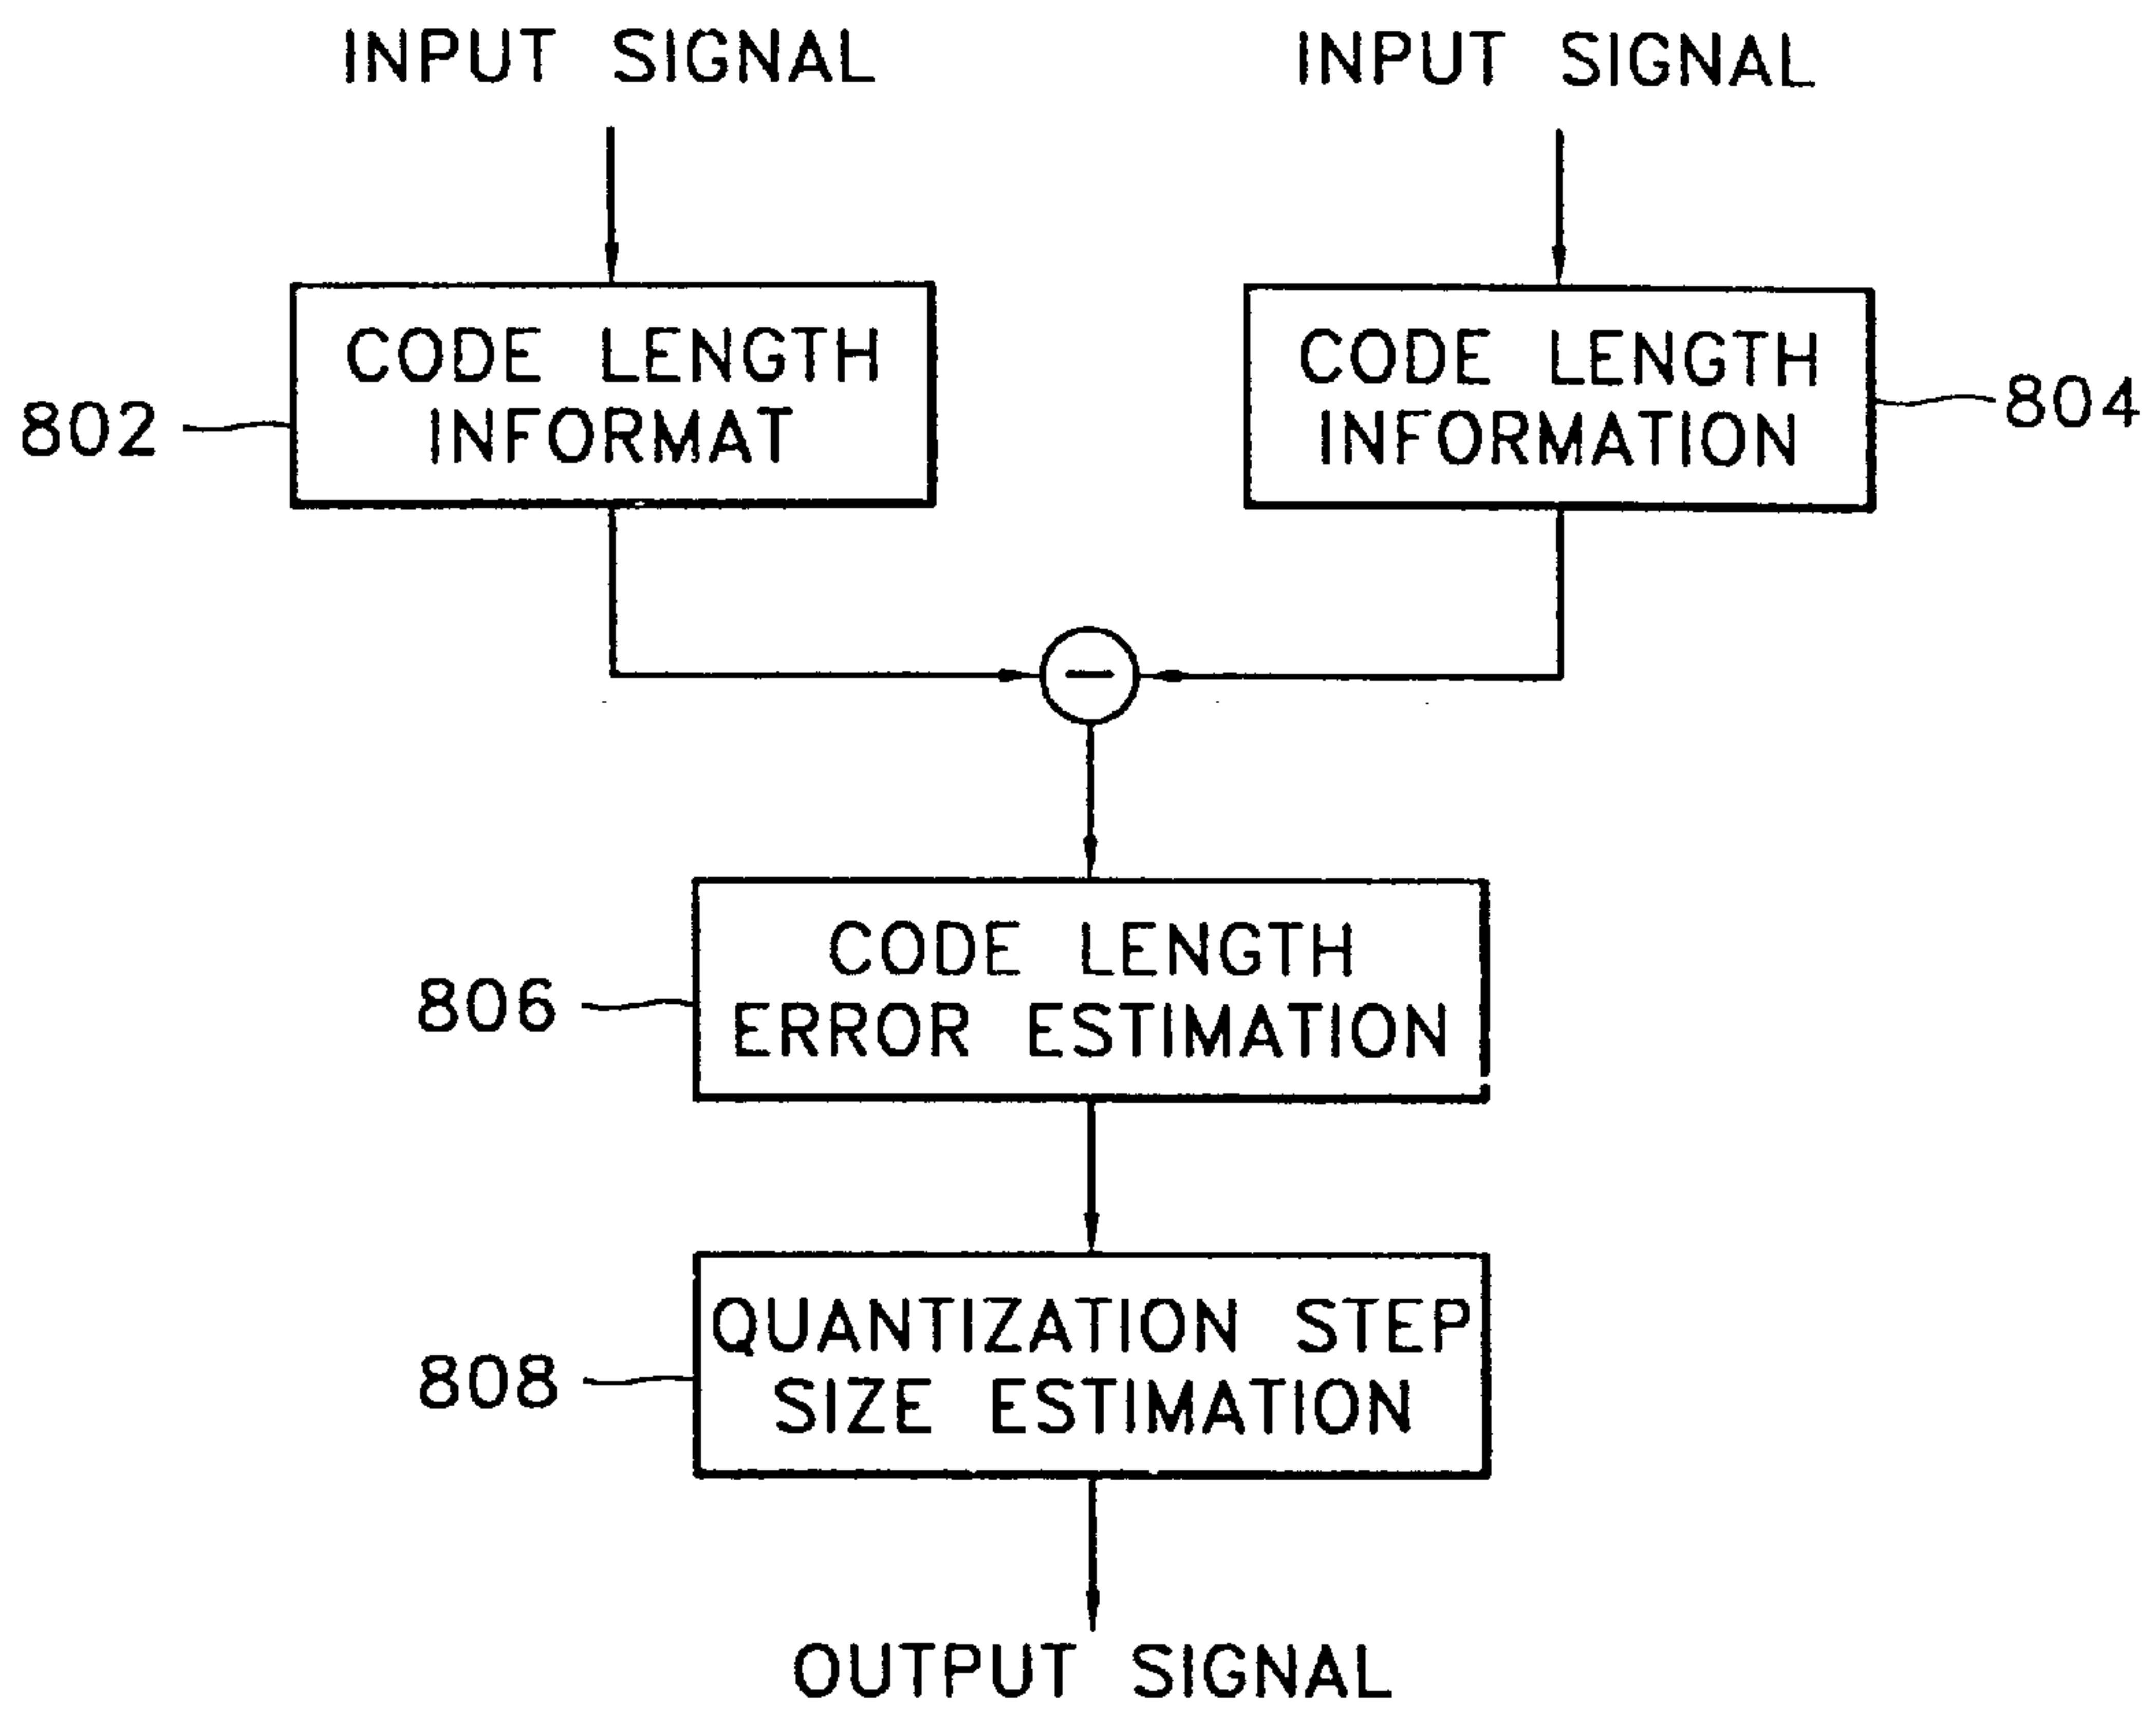 INPUT SIGNAL
INPUT SIGNAL
CODE LENGTH
INFORMAT
802
CODE LENGTH
INFORMATION
804
−
CODE LENGTH
ERROR ESTIMATION
806
QUANTIZATION STEP
SIZE ESTIMATION
808
OUTPUT SIGNAL